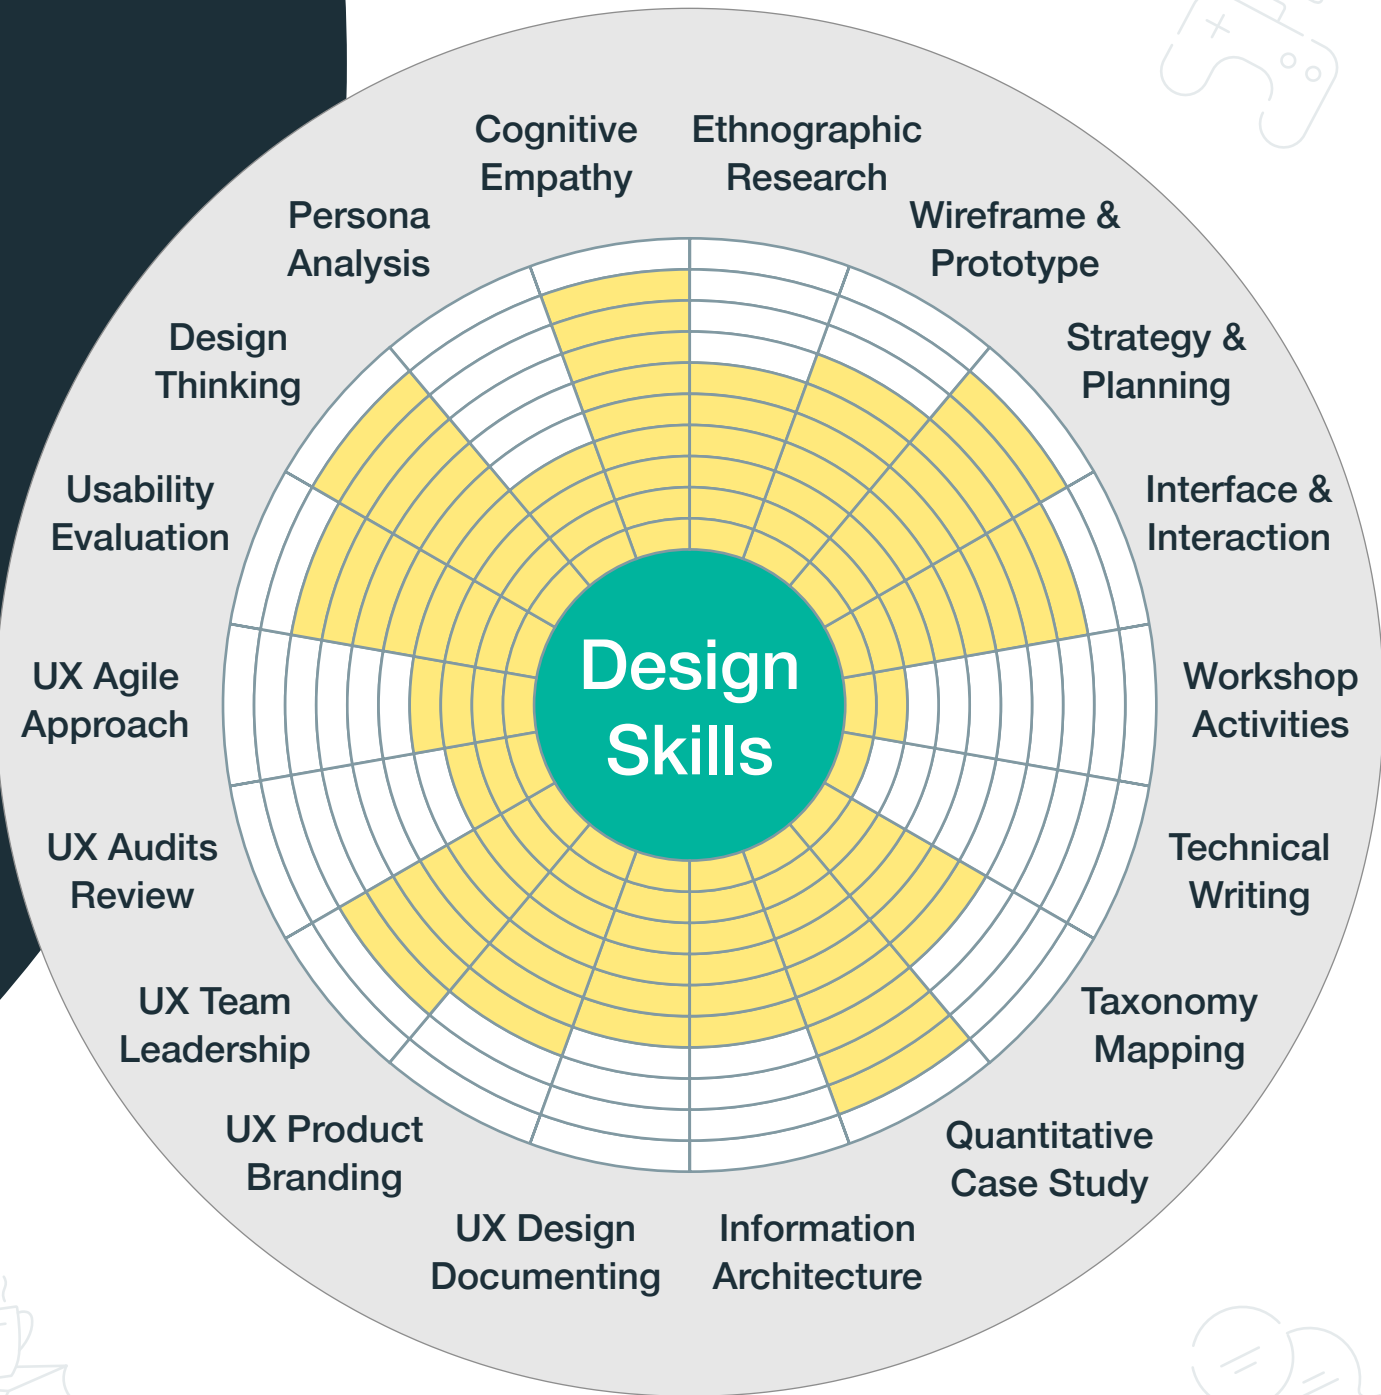 Cognitive
Empathy
Ethnographic
Research
Wireframe &
Prototype
Strategy &
Planning
Interface &
Interaction
Workshop
Activities
Technical
Writing
Taxonomy
Mapping
Quantitative
Case Study
Information
Architecture
UX Design
Documenting
UX Product
Branding
UX Team
Leadership
UX Audits
Review
UX Agile
Approach
Usability
Evaluation
Design
Thinking
Persona
Analysis
Design
Skills